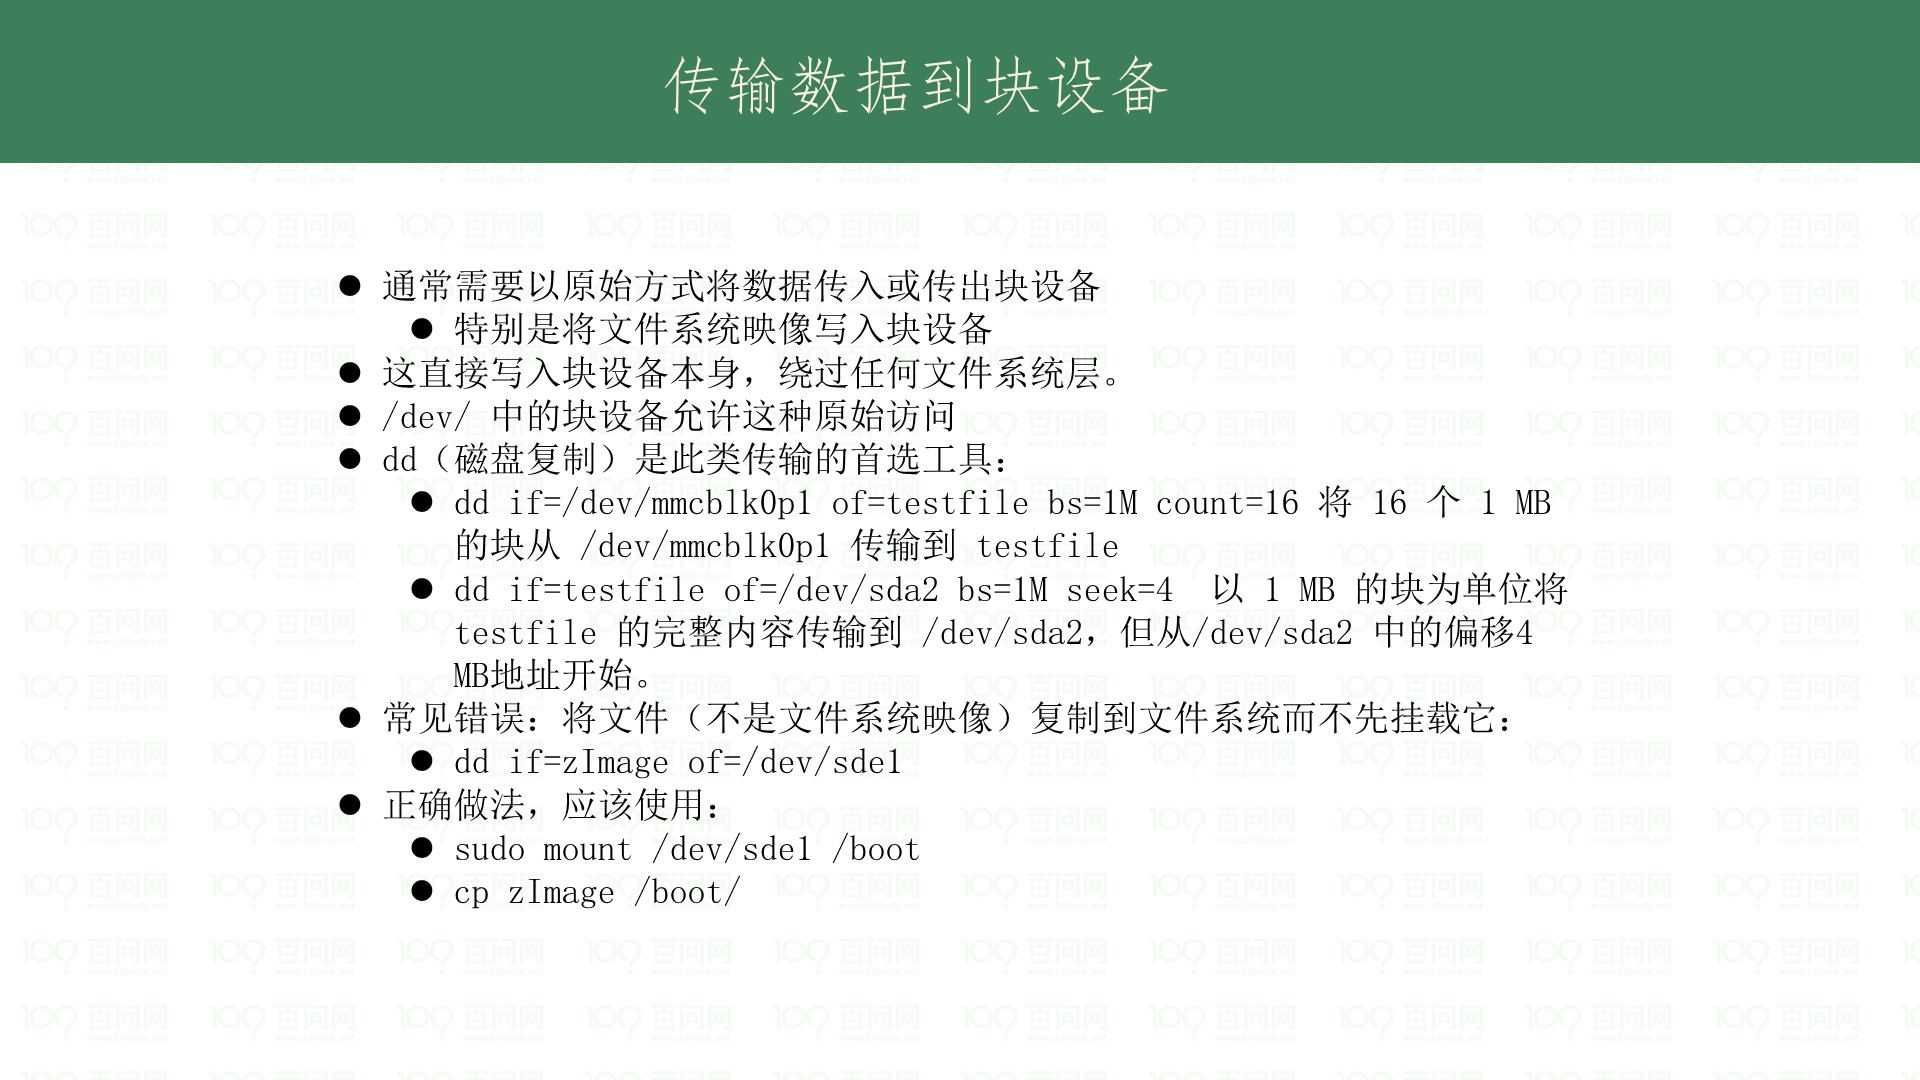 传输数据到块设备
● 通常需要以原始方式将数据传入或传出块设备
● 特别是将文件系统映像写入块设备
● 这直接写入块设备本身，绕过任何文件系统层。
● /dev/ 中的块设备允许这种原始访问
● dd（磁盘复制）是此类传输的首选工具：
● dd if=/dev/mmcblk0p1 of=testfile bs=1M count=16 将 16 个 1 MB
的块从 /dev/mmcblk0p1 传输到 testfile
● dd if=testfile of=/dev/sda2 bs=1M seek=4 以 1 MB 的块为单位将
testfile 的完整内容传输到 /dev/sda2，但从/dev/sda2 中的偏移4
MB地址开始。
● 常见错误：将文件（不是文件系统映像）复制到文件系统而不先挂载它：
● dd if=zImage of=/dev/sde1
● 正确做法，应该使用：
● sudo mount /dev/sde1 /boot
● cp zImage /boot/